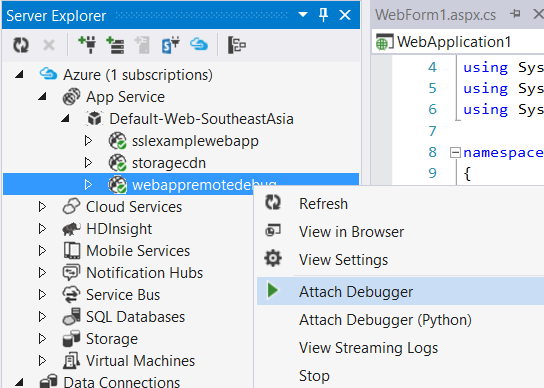 Server Explorer
Azure (1 subscriptions)
App Service
Default-Web-SoutheastAsia
sslexamplewebapp
storagecdn
webappremotedebug
Cloud Services
HDInsight
Mobile Services
Notification Hubs
Service Bus
SQL Databases
Storage
Virtual Machines
Data Connections
Refresh
View in Browser
View Settings
Attach Debugger
Attach Debugger (Python)
View Streaming Logs
Stop
WebForm1.aspx.cs
WebApplication1
4 using Sys
5 using Sys
6 using Sys
7
8 namespace
9 {